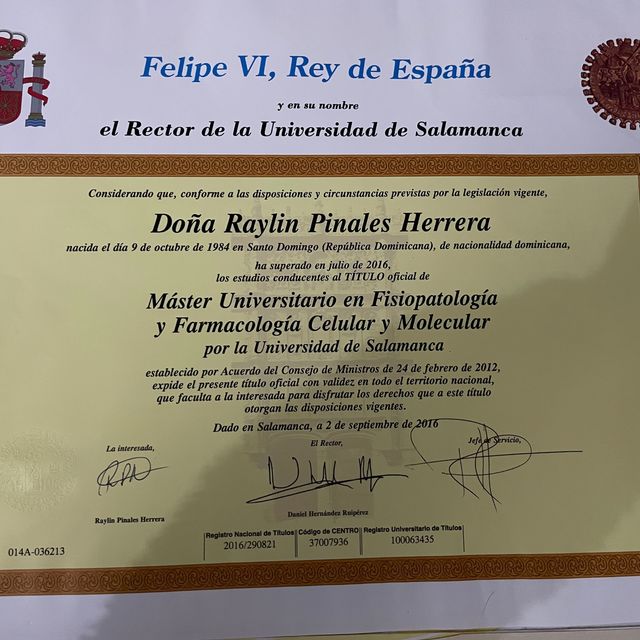 Felipe VI, Rey de España
y en su nombre
el Rector de la Universidad de Salamanca
Considerando que, conforme a las disposiciones y circunstancias previstas por la legislación vigente,
Doña Raylin Pinales Herrera
nacida el día 9 de octubre de 1984 en Santo Domingo (República Dominicana), de nacionalidad dominicana,
ha superado en julio de 2016,
los estudios conducentes al TÍTULO oficial de
Máster Universitario en Fisiopatología
y Farmacología Celular y Molecular
por la Universidad de Salamanca
establecido por Acuerdo del Consejo de Ministros de 24 de febrero de 2012,
expide el presente título oficial con validez en todo el territorio nacional,
que faculta a la interesada para disfrutar los derechos que a este título
otorgan las disposiciones vigentes.
Dado en Salamanca, a 2 de septiembre de 2016
La interesada, El Rector, Jefe de Servicio,
Raylin Pinales Herrera Daniel Hernández Ruipérez
Registro Nacional de Títulos Código de CENTRO Registro Universitario de Títulos
014A-036213 2016/290821 37007936 100063435